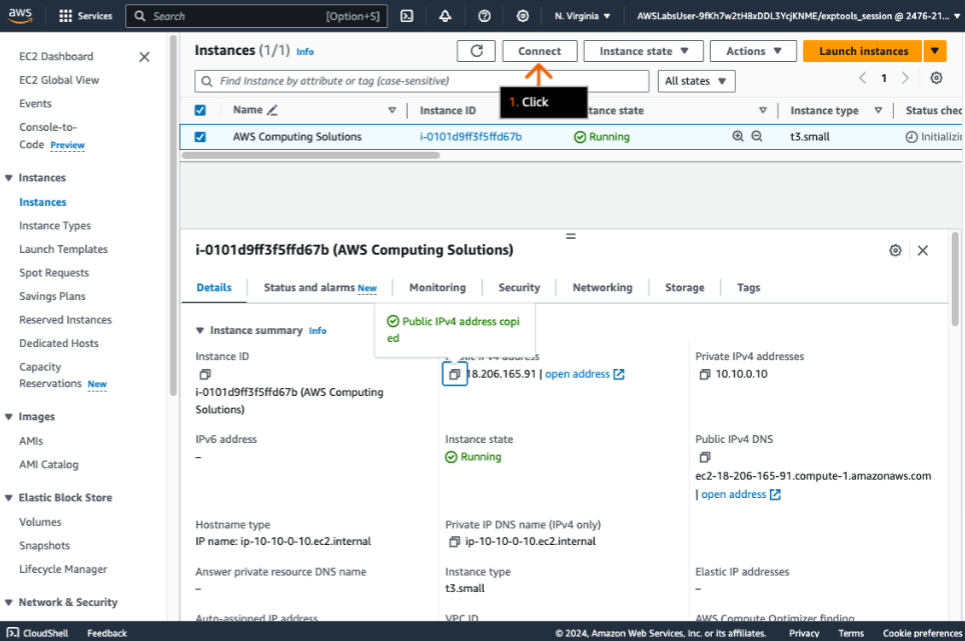 aws
Services
Search
[Option+S]
N. Virginia
AWSLabsUser-9fKh7w2tH8xDDL3YcjKNME/exptools_session @ 2476-21...
EC2 Dashboard
EC2 Global View
Events
Console-to-
Code Preview
Instances
Instances
Instance Types
Launch Templates
Spot Requests
Savings Plans
Reserved Instances
Dedicated Hosts
Capacity
Reservations New
Images
AMIs
AMI Catalog
Elastic Block Store
Volumes
Snapshots
Lifecycle Manager
Network & Security
Instances (1/1) Info
Connect
Instance state
Actions
Launch instances
Find Instance by attribute or tag (case-sensitive)
All states
1
1. Click
Name
Instance ID
tance state
Instance type
Status chec
AWS Computing Solutions
i-0101d9ff3f5ffd67b
Running
t3.small
Initializin
i-0101d9ff3f5ffd67b (AWS Computing Solutions)
Details
Status and alarms New
Monitoring
Security
Networking
Storage
Tags
Public IPv4 address copi
ed
Instance summary Info
Instance ID
i-0101d9ff3f5ffd67b (AWS Computing
Solutions)
address
18.206.165.91 | open address
Private IPv4 addresses
10.10.0.10
IPv6 address
–
Instance state
Running
Public IPv4 DNS
ec2-18-206-165-91.compute-1.amazonaws.com
| open address
Hostname type
IP name: ip-10-10-0-10.ec2.internal
Private IP DNS name (IPv4 only)
ip-10-10-0-10.ec2.internal
Answer private resource DNS name
–
Instance type
t3.small
Elastic IP addresses
–
Auto-assigned IP address
VPC ID
AWS Compute Optimizer finding
CloudShell
Feedback
© 2024, Amazon Web Services, Inc. or its affiliates.
Privacy
Terms
Cookie preferences